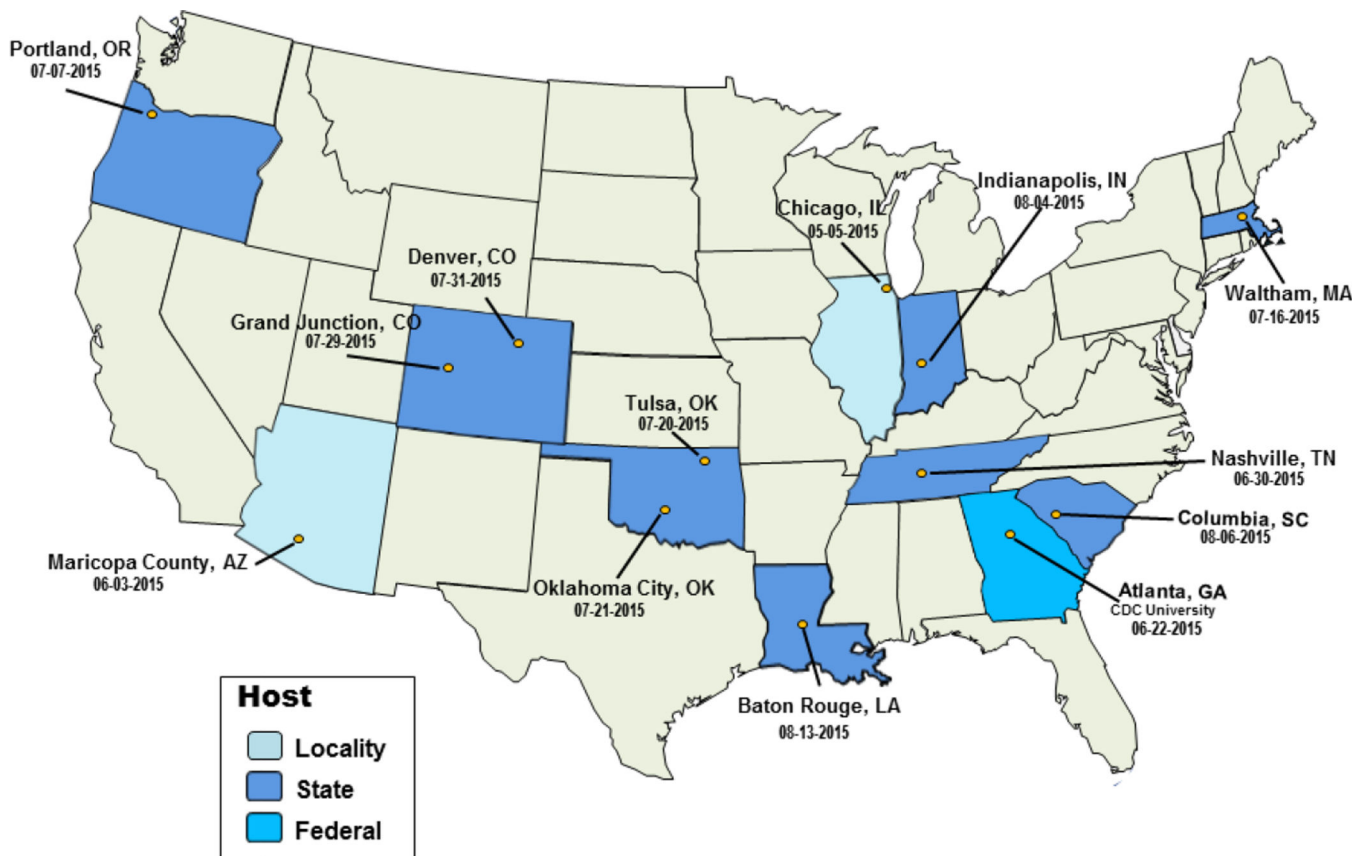 Portland, OR
07-07-2015
Indianapolis, IN
08-04-2015
Chicago, IL
05-05-2015
Denver, CO
07-31-2015
Waltham, MA
07-16-2015
Grand Junction, CO
07-29-2015
Tulsa, OK
07-20-2015
Nashville, TN
06-30-2015
Columbia, SC
08-06-2015
Maricopa County, AZ
06-03-2015
Oklahoma City, OK
07-21-2015
Atlanta, GA
CDC University
06-22-2015
Baton Rouge, LA
08-13-2015
Host
Locality
State
Federal